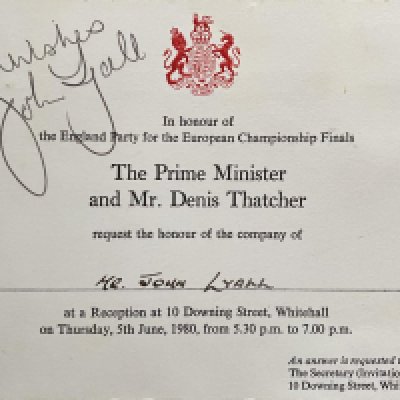 wishes
John Lyall
In honour of
the England Party for the European Championship Finals
The Prime Minister
and Mr. Denis Thatcher
request the honour of the company of
Mr. John Lyall
at a Reception at 10 Downing Street, Whitehall
on Thursday, 5th June, 1980, from 5.30 p.m. to 7.00 p.m.
An answer is requested
The Secretary (Invitatio
10 Downing Street, Whit